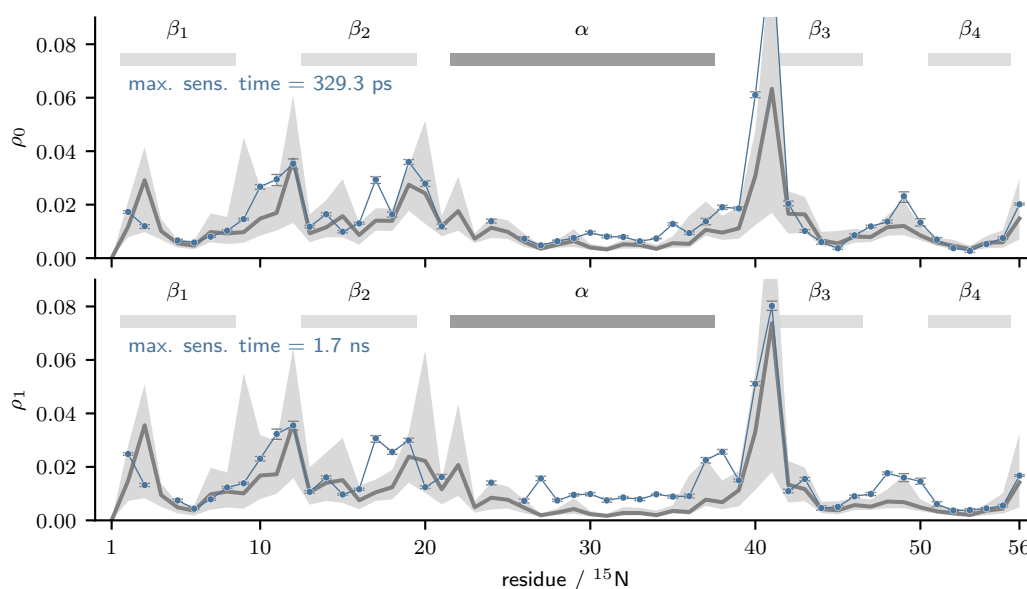 β₁ β₂ α β₃ β₄
max. sens. time = 329.3 ps
0.08
0.06
0.04
0.02
0.00
ρ₀
β₁ β₂ α β₃ β₄
max. sens. time = 1.7 ns
0.08
0.06
0.04
0.02
0.00
ρ₁
1 10 20 30 40 50 56
residue / ¹⁵N